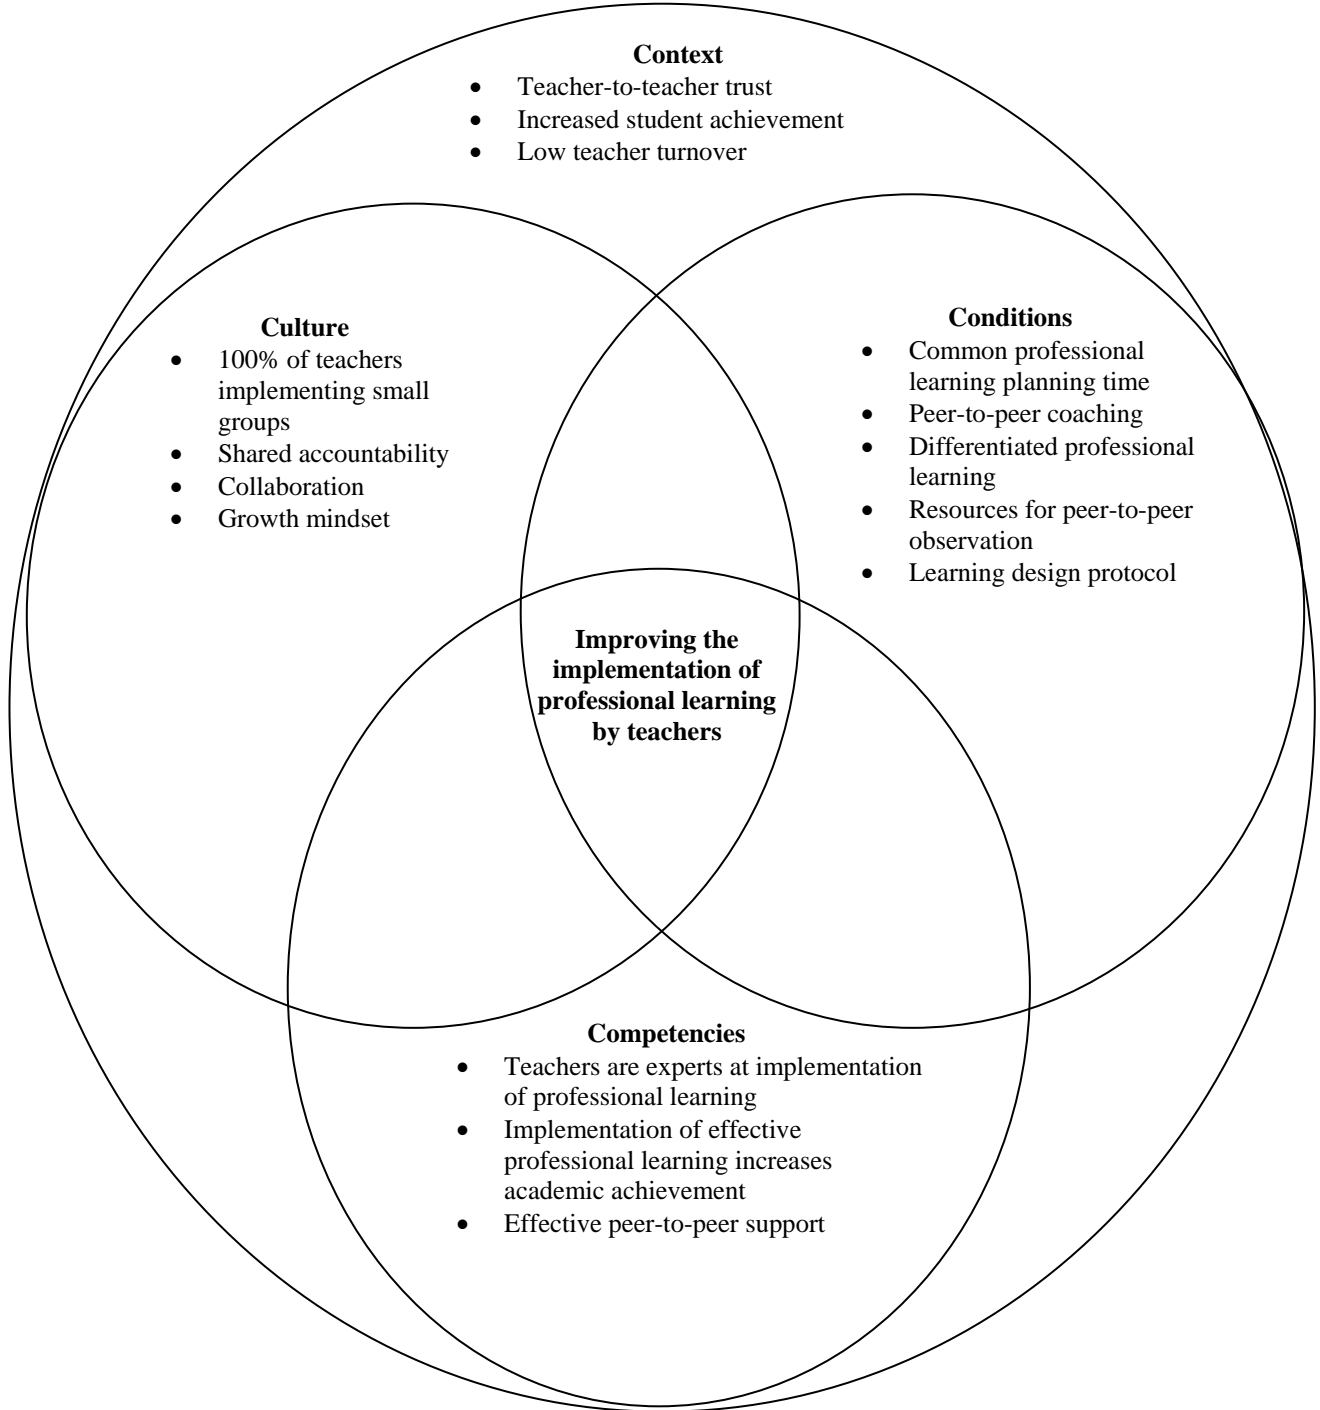 Context
• Teacher-to-teacher trust
• Increased student achievement
• Low teacher turnover
Culture
• 100% of teachers
implementing small
groups
• Shared accountability
• Collaboration
• Growth mindset
Conditions
• Common professional
learning planning time
• Peer-to-peer coaching
• Differentiated professional
learning
• Resources for peer-to-peer
observation
• Learning design protocol
Improving the
implementation of
professional learning
by teachers
Competencies
• Teachers are experts at implementation
of professional learning
• Implementation of effective
professional learning increases
academic achievement
• Effective peer-to-peer support